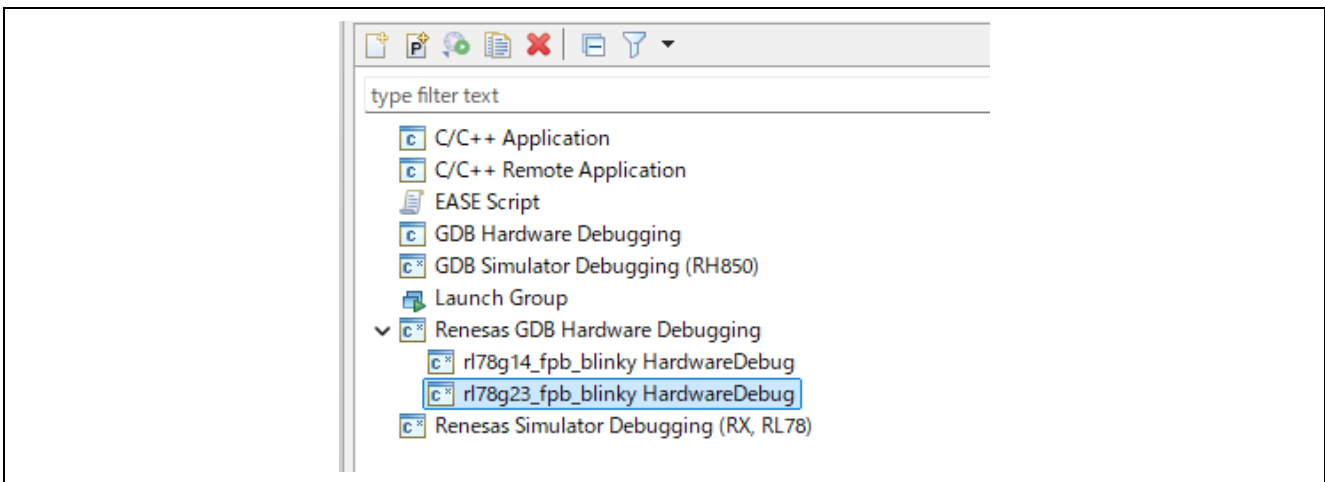 type filter text
C/C++ Application
C/C++ Remote Application
EASE Script
GDB Hardware Debugging
GDB Simulator Debugging (RH850)
Launch Group
Renesas GDB Hardware Debugging
rl78g14_fpb_blinky HardwareDebug
rl78g23_fpb_blinky HardwareDebug
Renesas Simulator Debugging (RX, RL78)